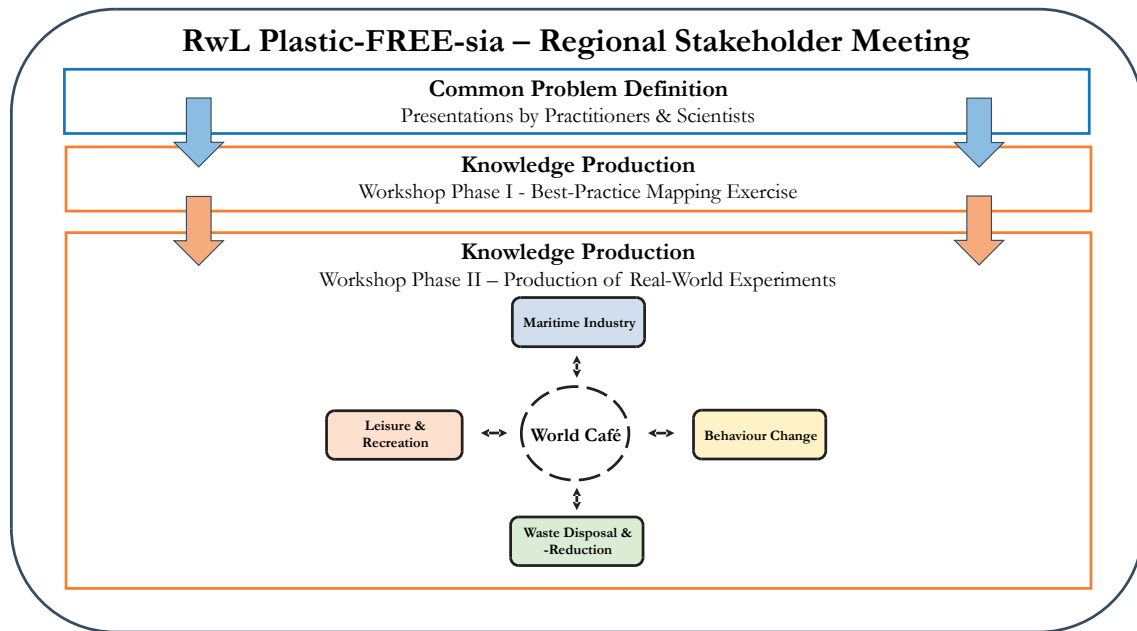 RwL Plastic-FREE-sia – Regional Stakeholder Meeting
Common Problem Definition
Presentations by Practitioners & Scientists
Knowledge Production
Workshop Phase I - Best-Practice Mapping Exercise
Knowledge Production
Workshop Phase II – Production of Real-World Experiments
Maritime Industry
Leisure &
Recreation
World Café
Behaviour Change
Waste Disposal &
-Reduction